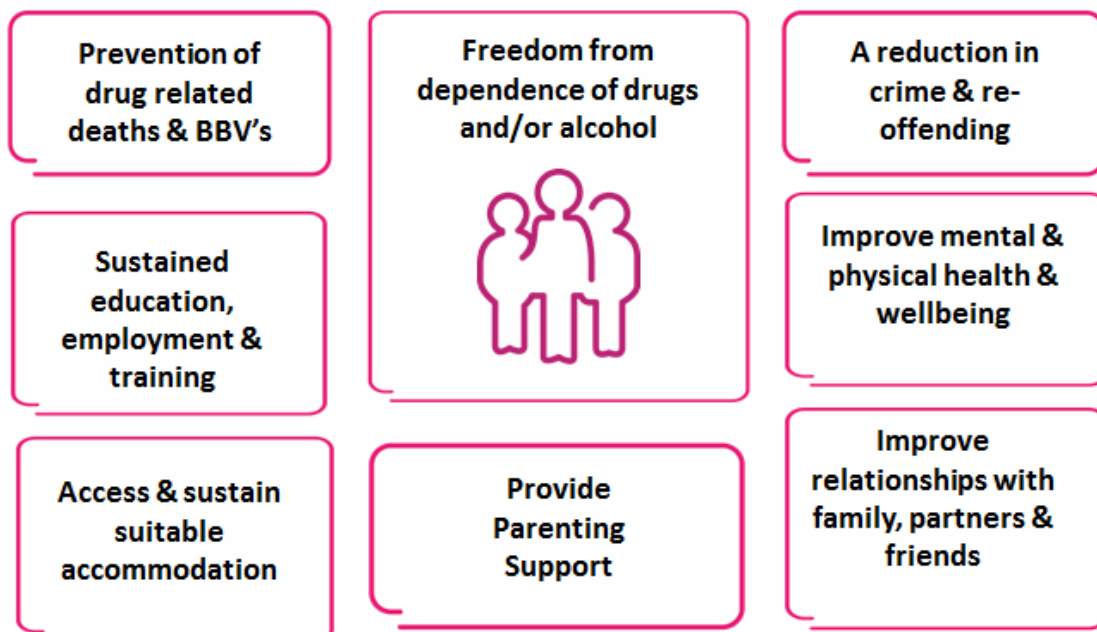 Prevention of
drug related
deaths & BBV's
Freedom from
dependence of drugs
and/or alcohol
A reduction in
crime & re-
offending
Sustained
education,
employment &
training
Improve mental &
physical health &
wellbeing
Access & sustain
suitable
accommodation
Provide
Parenting
Support
Improve
relationships with
family, partners &
friends